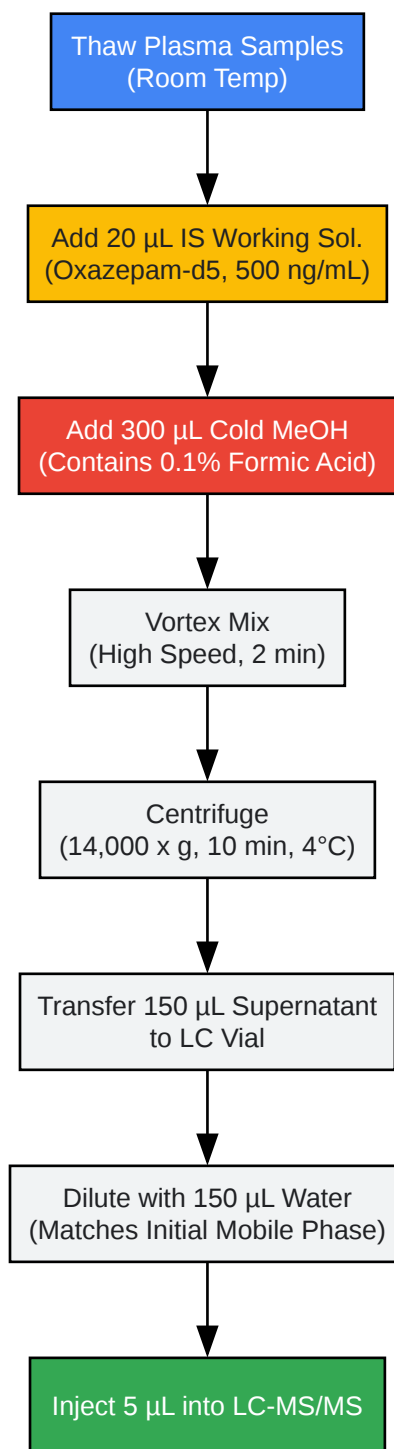 Thaw Plasma Samples
(Room Temp)
Add 20 µL IS Working Sol.
(Oxazepam-d5, 500 ng/mL)
Add 300 µL Cold MeOH
(Contains 0.1% Formic Acid)
Vortex Mix
(High Speed, 2 min)
Centrifuge
(14,000 x g, 10 min, 4°C)
Transfer 150 µL Supernatant
to LC Vial
Dilute with 150 µL Water
(Matches Initial Mobile Phase)
Inject 5 µL into LC-MS/MS